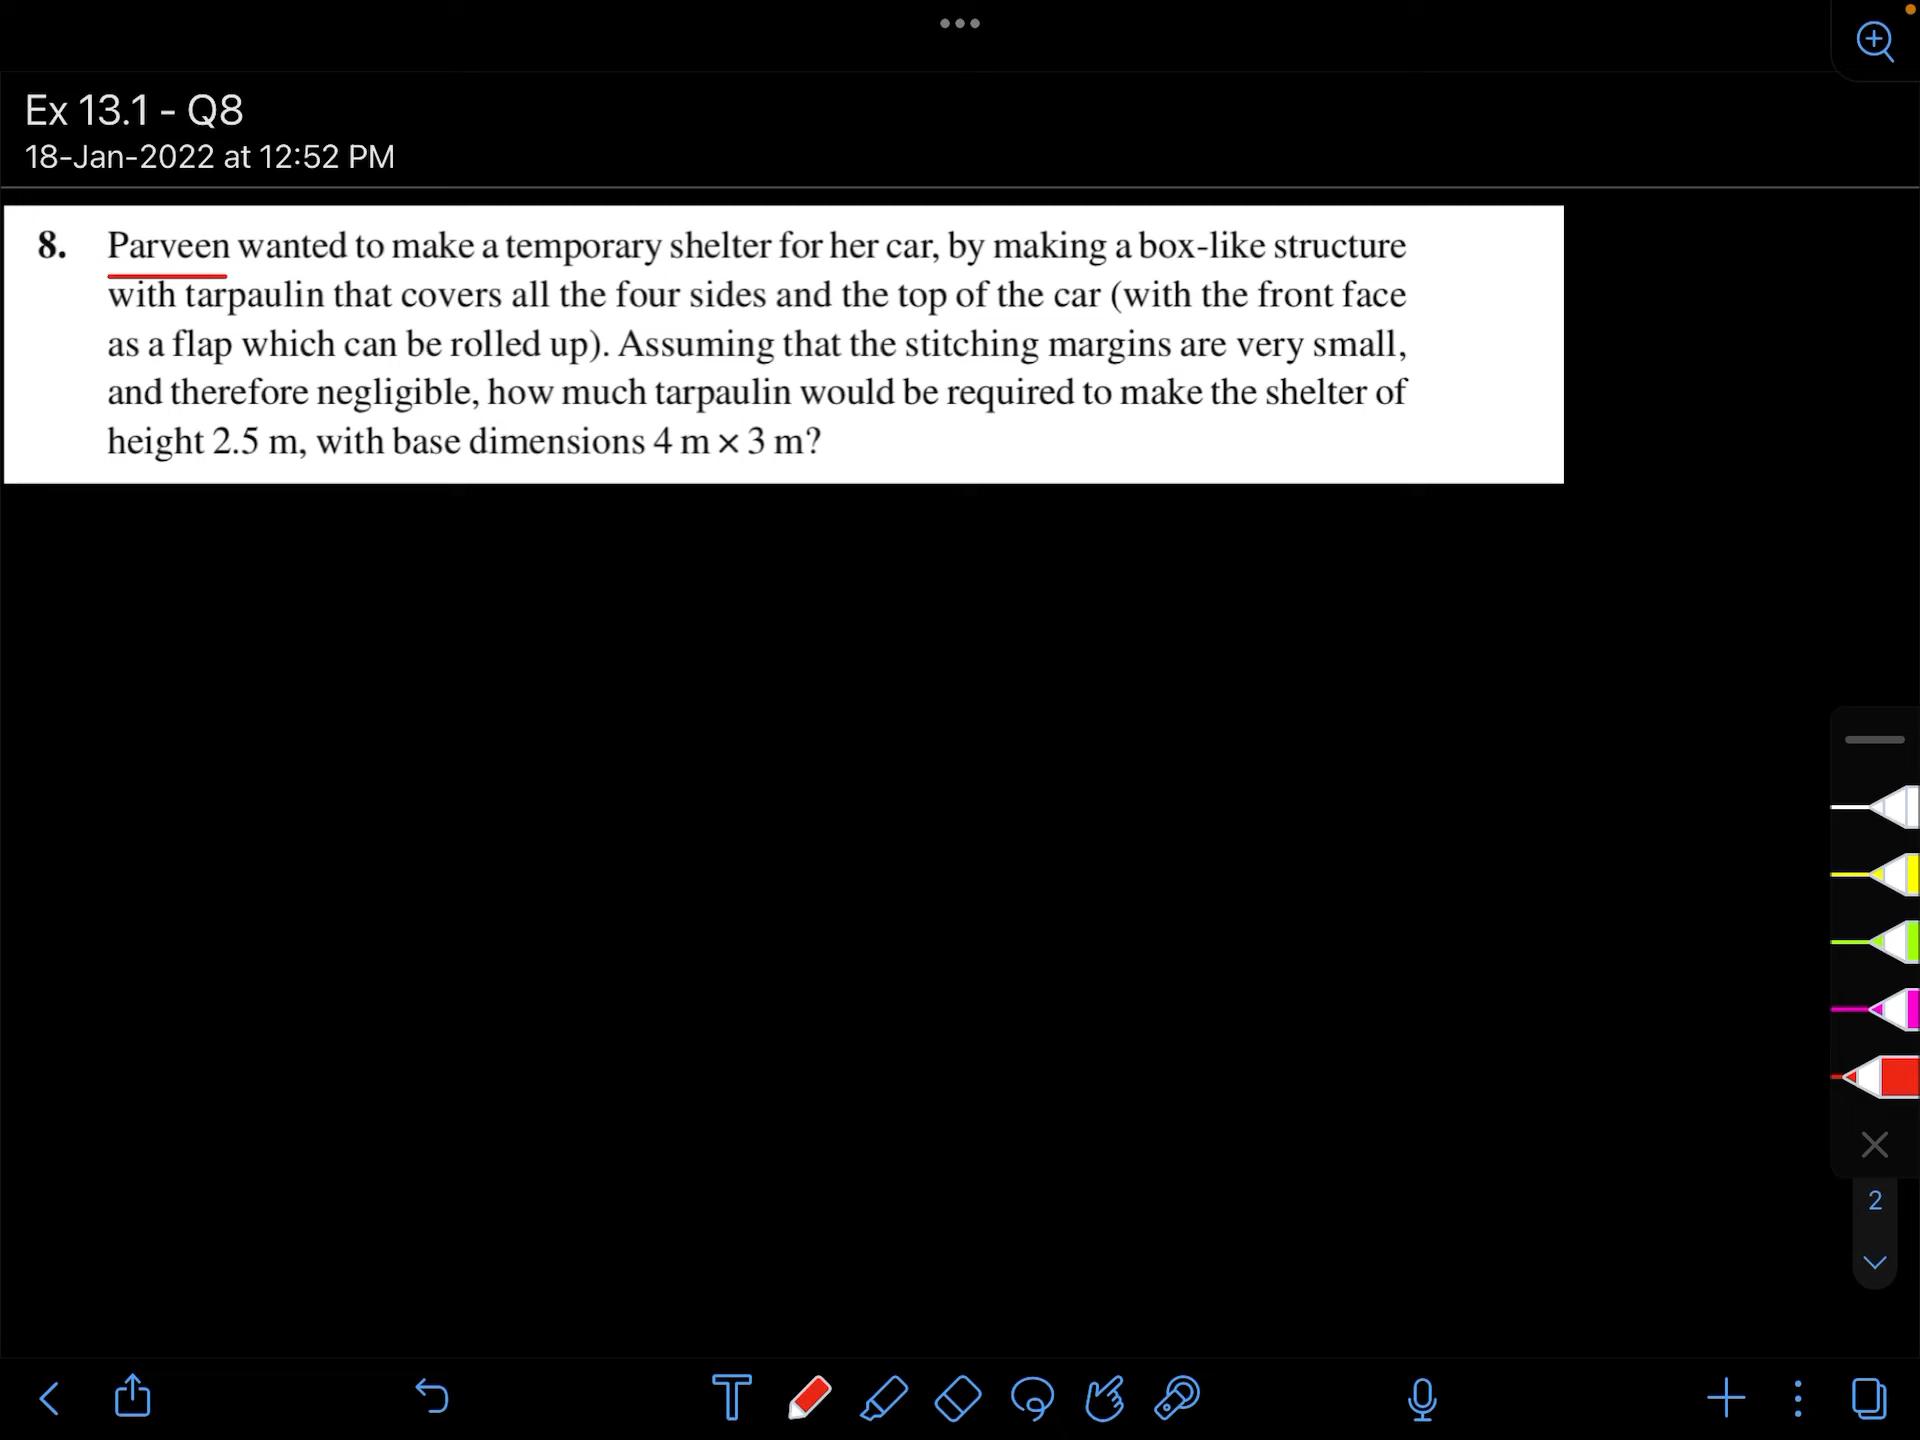 Ex 13.1 - Q8
18-Jan-2022 at 12:52 PM
8. Parveen wanted to make a temporary shelter for her car, by making a box-like structure
with tarpaulin that covers all the four sides and the top of the car (with the front face
as a flap which can be rolled up). Assuming that the stitching margins are very small,
and therefore negligible, how much tarpaulin would be required to make the shelter of
height 2.5 m, with base dimensions 4 m × 3 m?
2